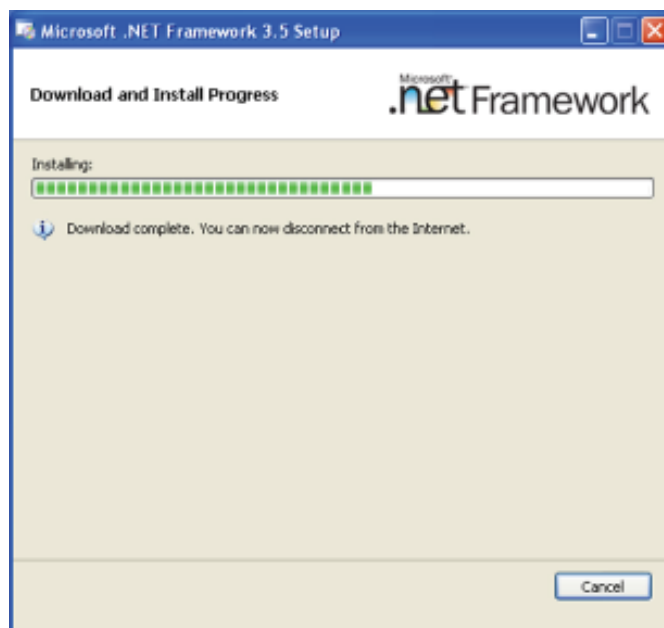 Microsoft .NET Framework 3.5 Setup
Download and Install Progress
Microsoft
.net Framework
Installing:
Download complete. You can now disconnect from the Internet.
Cancel